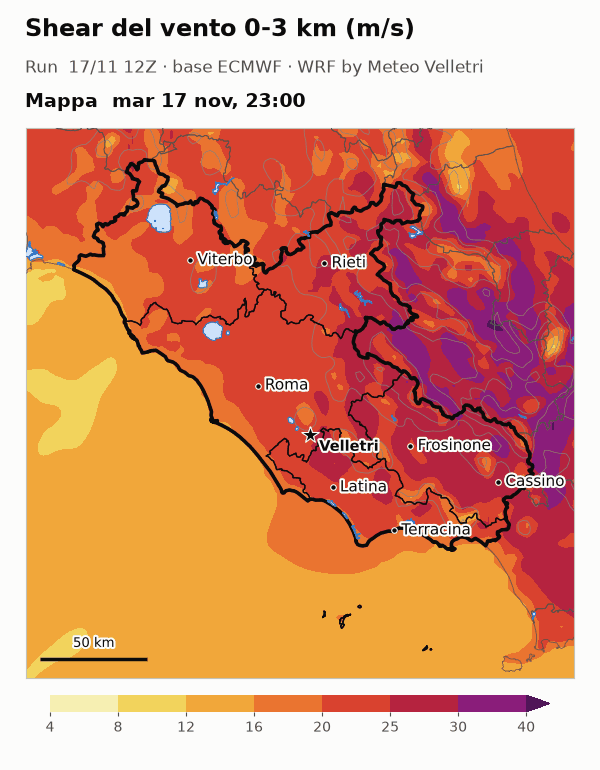 Shear del vento 0-3 km (m/s)
Run  17/11 12Z · base ECMWF · WRF by Meteo Velletri
Mappa  mar 17 nov, 23:00
Viterbo
Rieti
Roma
Velletri
Frosinone
Cassino
Latina
Terracina
50 km
4 8 12 16 20 25 30 40